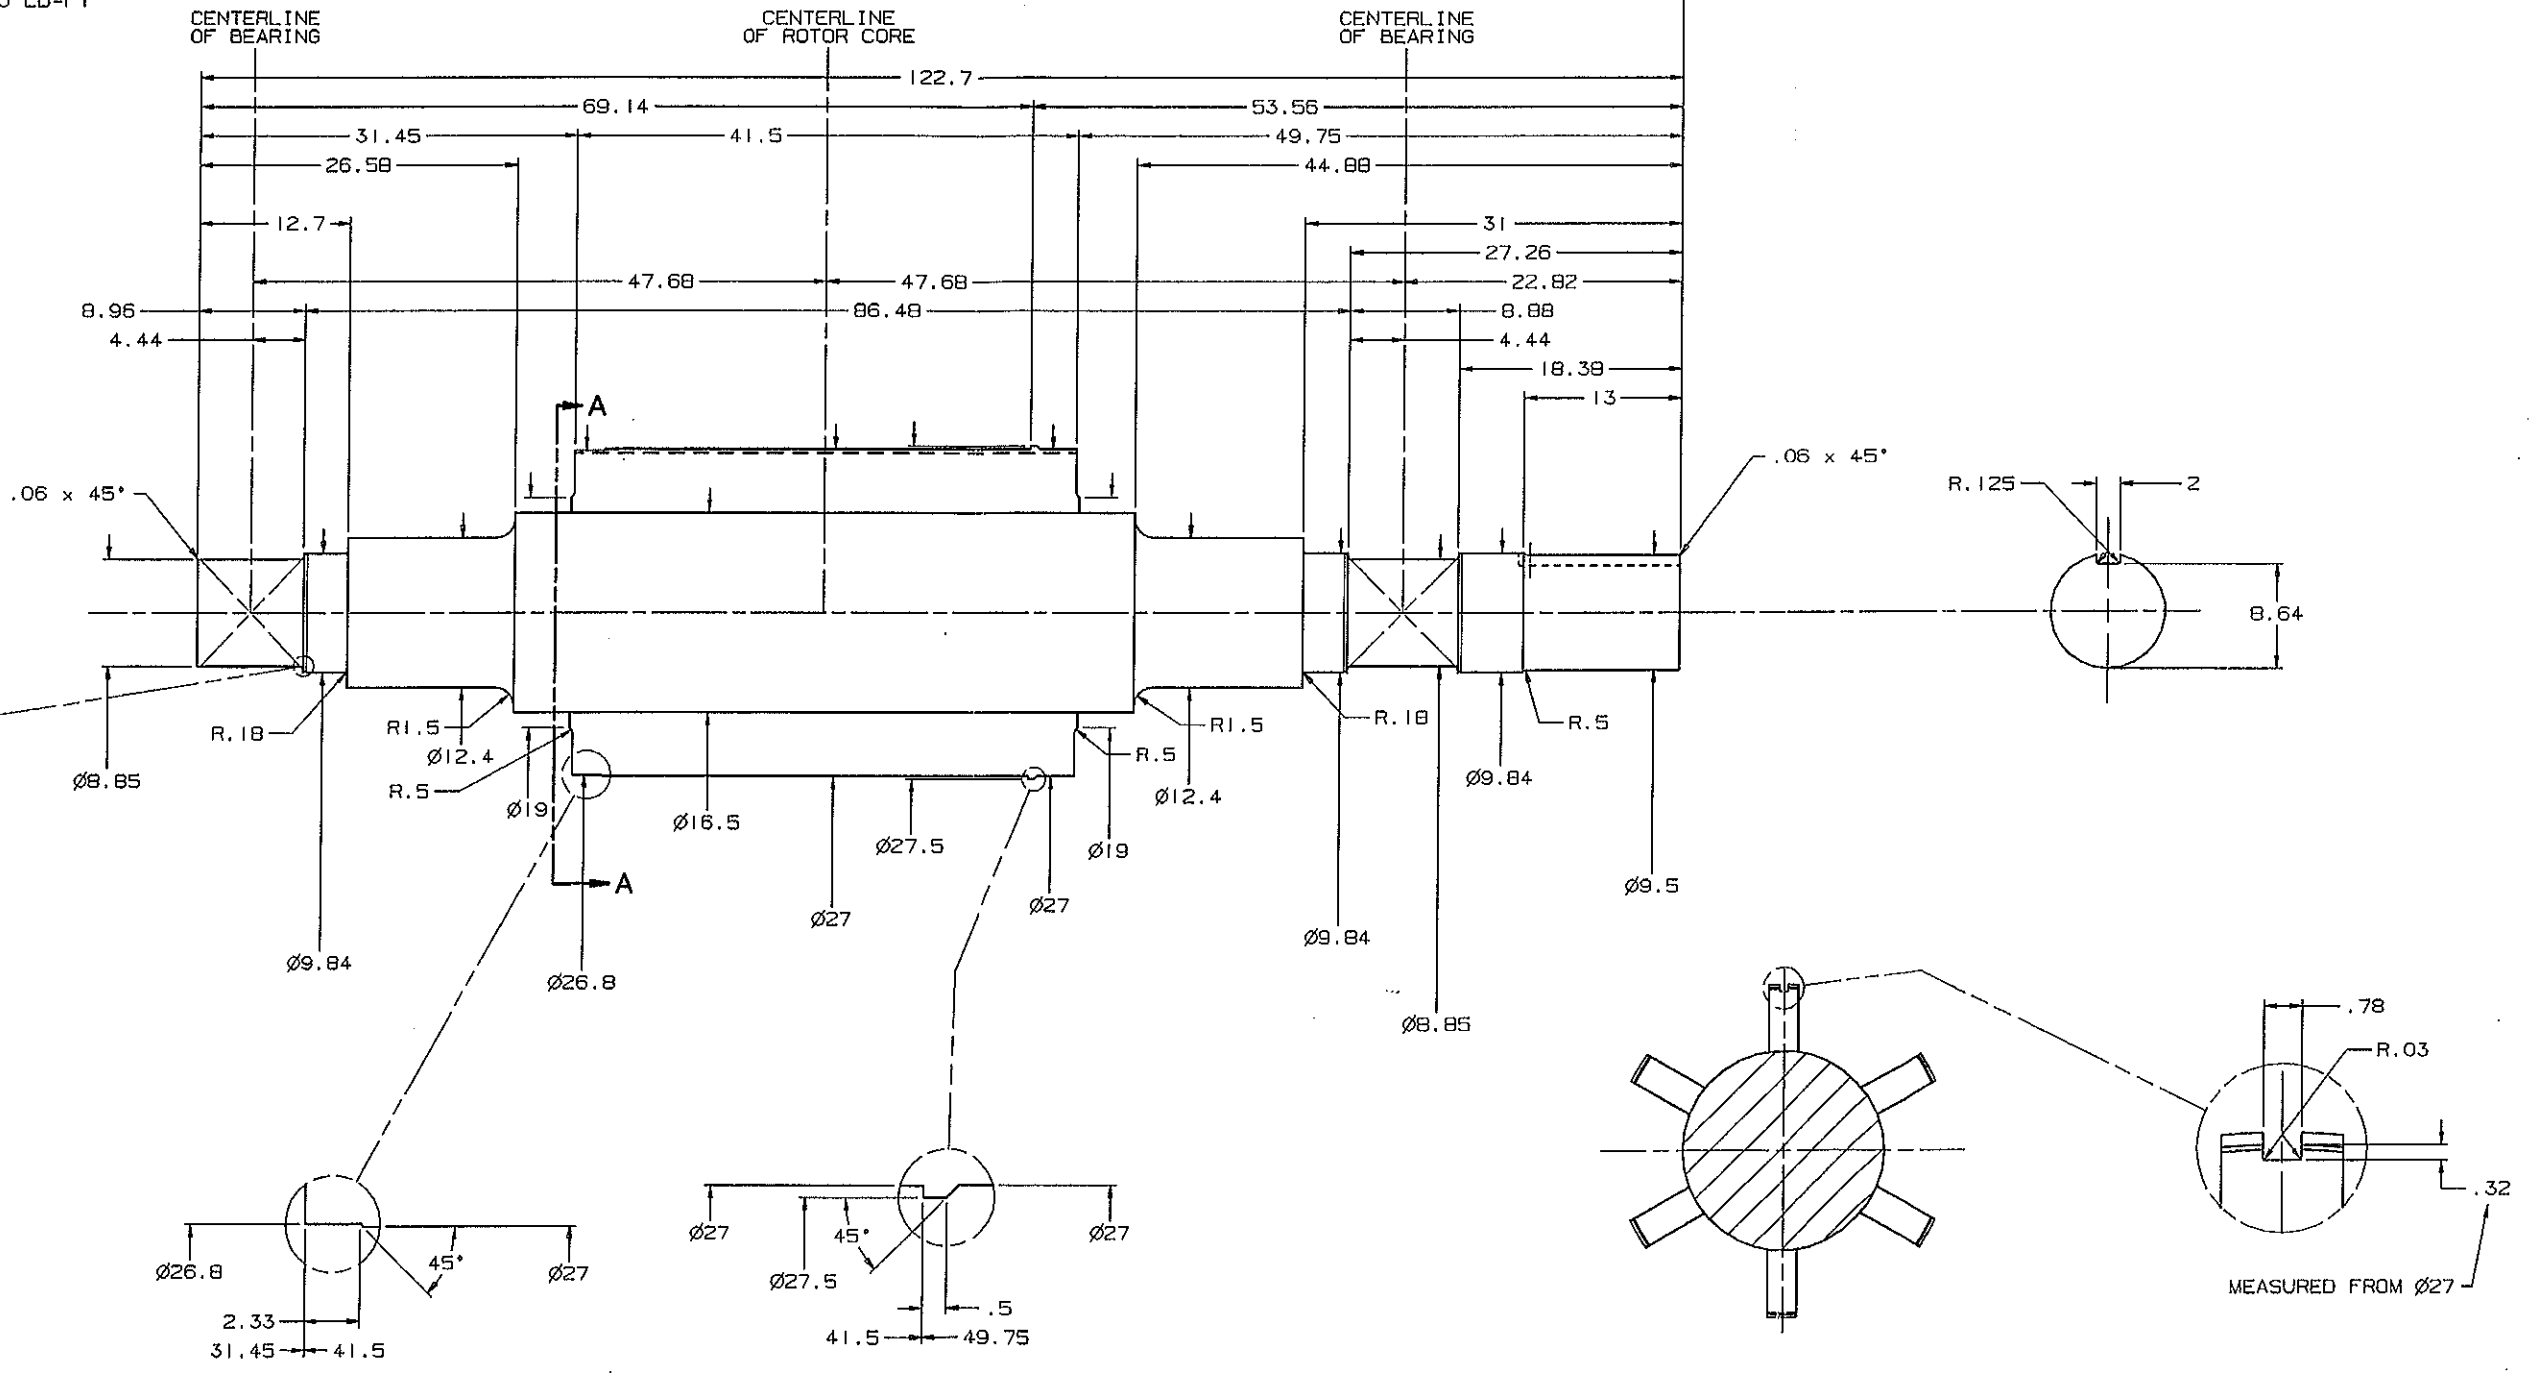 CENTERLINE
OF BEARING
CENTERLINE
OF ROTOR CORE
CENTERLINE
OF BEARING
122.7
69.14
53.56
31.45
41.5
49.75
26.58
44.88
12.7
31
27.26
47.68
47.68
22.82
8.96
86.48
8.88
4.44
4.44
18.38
13
A
.06 x 45°
.06 x 45°
R.125
2
8.64
R.18
R1.5
Ø12.4
Ø8.85
R.5
Ø19
Ø16.5
Ø27.5
R.5
R1.5
Ø12.4
R.18
R.5
Ø9.84
Ø19
A
Ø27
Ø27
Ø9.5
Ø9.84
Ø9.84
Ø26.8
Ø8.85
.78
R.03
.32
MEASURED FROM Ø27
Ø26.8
45°
Ø27
2.33
31.45
41.5
Ø27
45°
Ø27
Ø27.5
.5
41.5
49.75